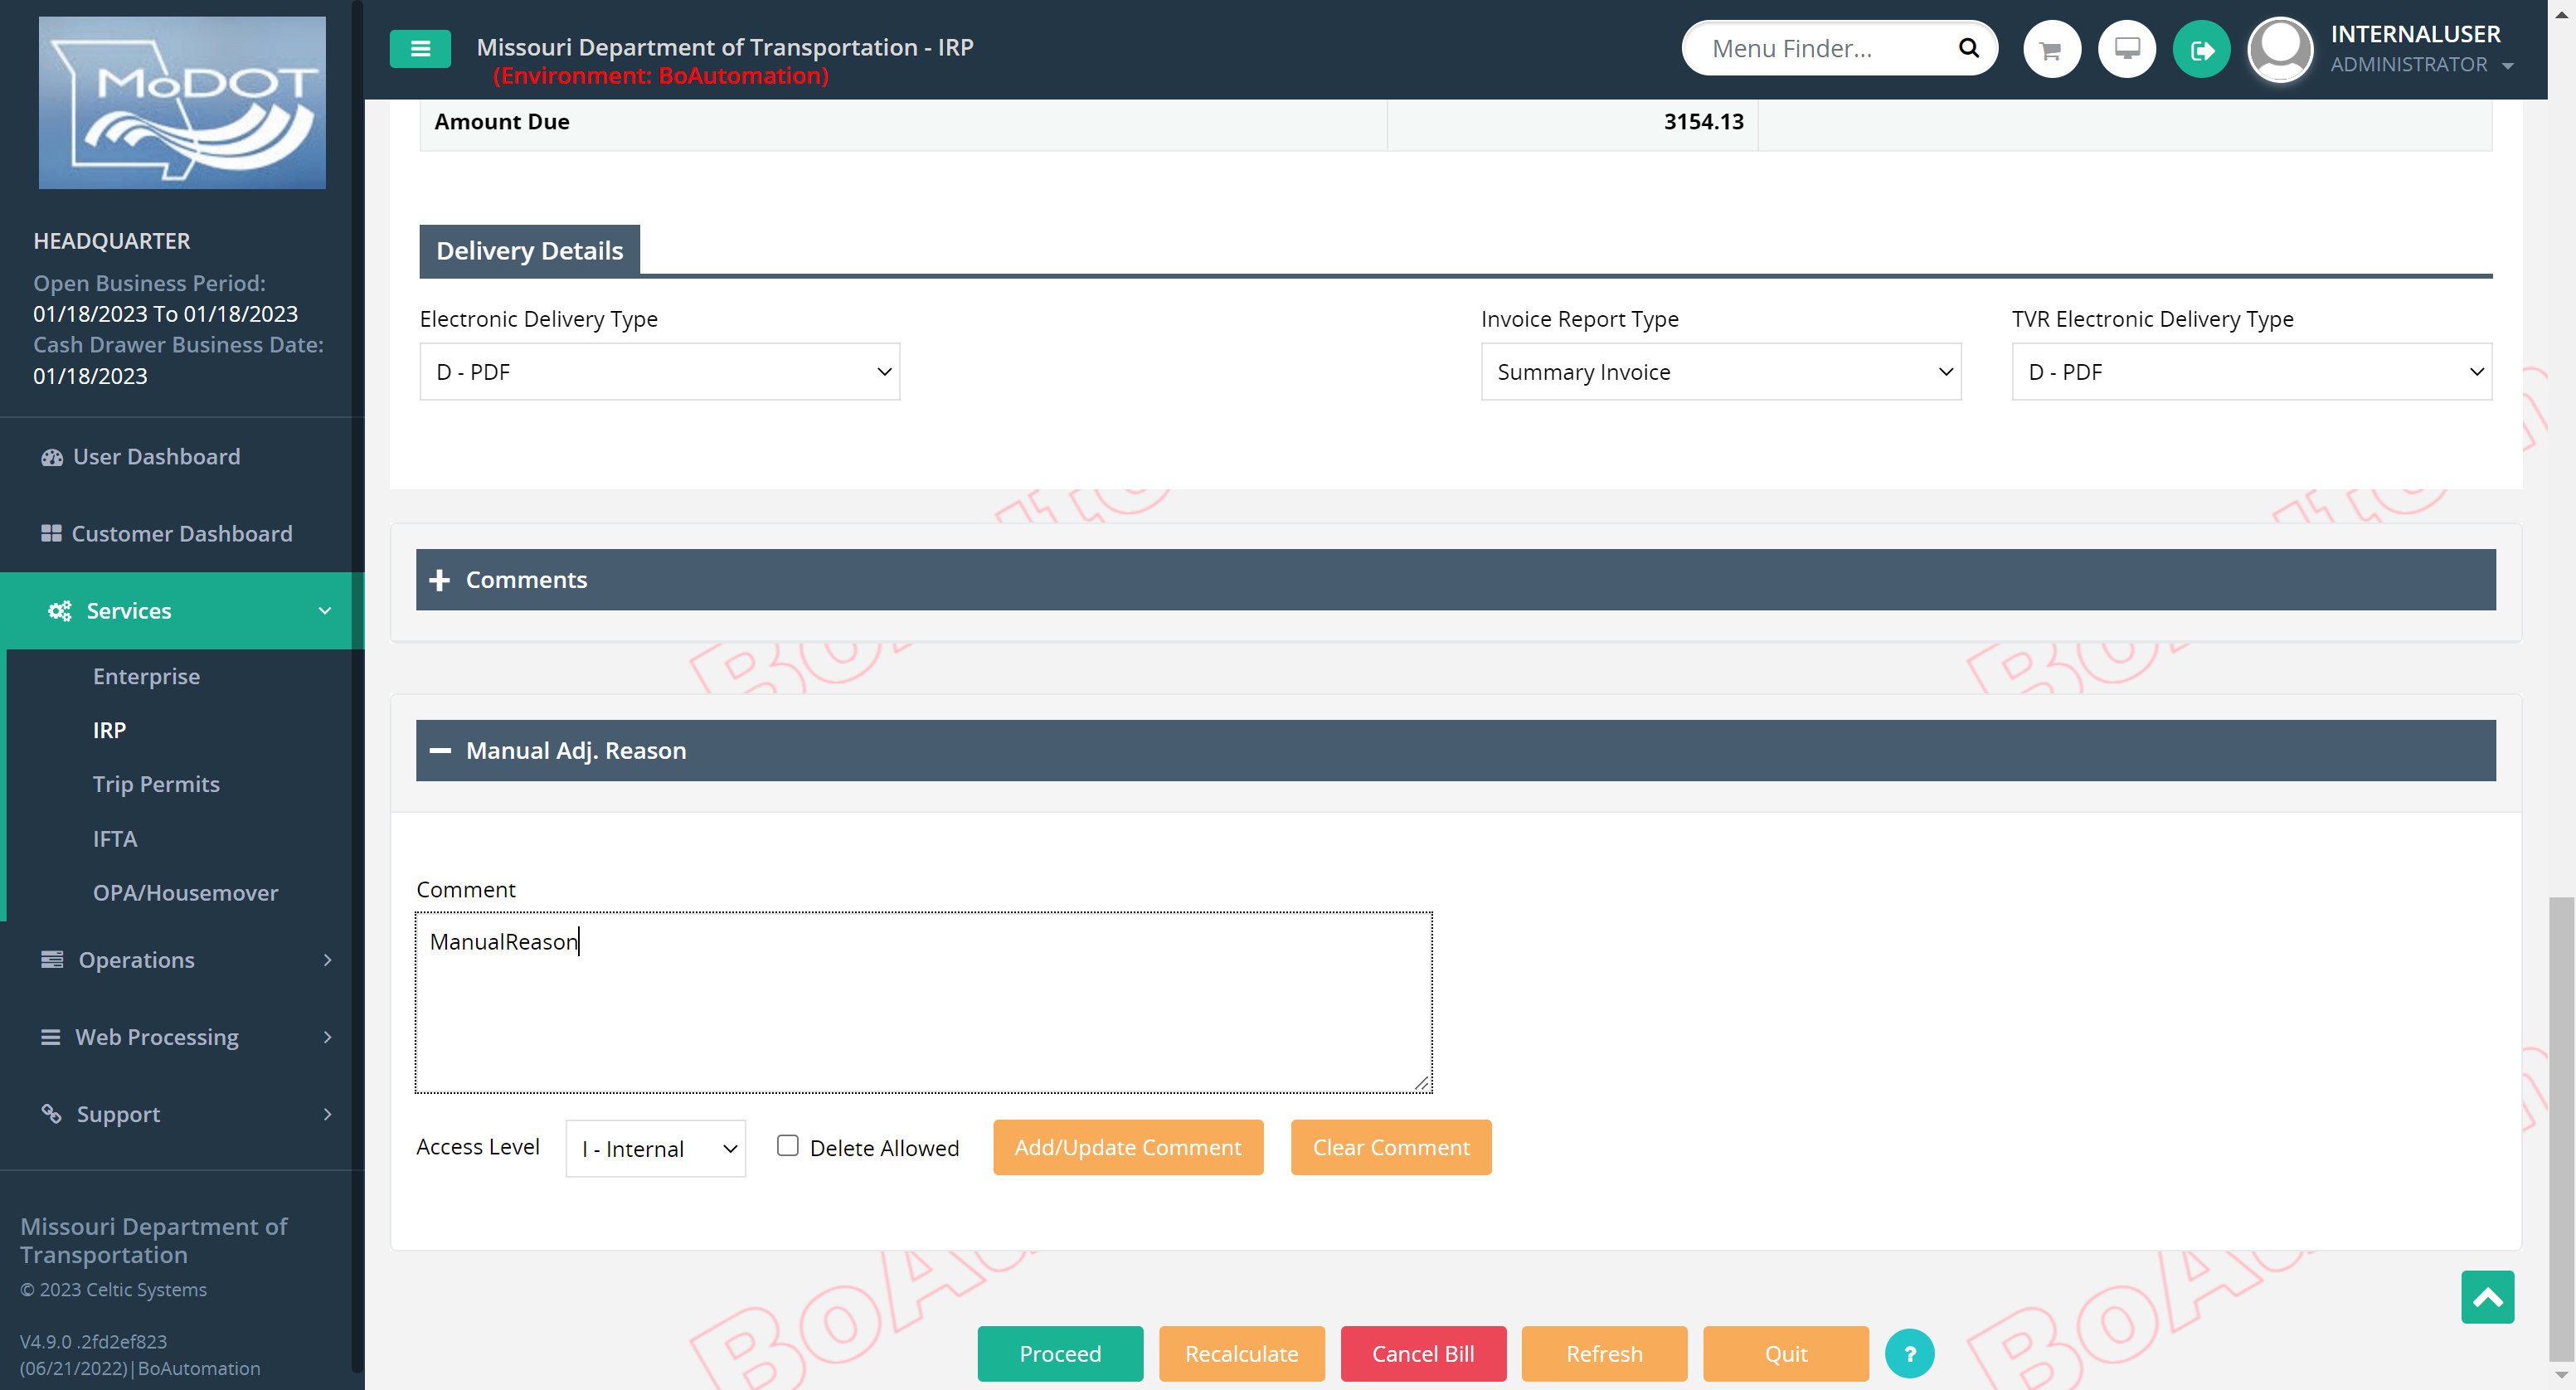 MoDOT
Missouri Department of Transportation - IRP
(Environment: BoAutomation)
Menu Finder...
INTERNALUSER
ADMINISTRATOR
HEADQUARTER
Open Business Period:
01/18/2023 To 01/18/2023
Cash Drawer Business Date:
01/18/2023
User Dashboard
Customer Dashboard
Services
Enterprise
IRP
Trip Permits
IFTA
OPA/Housemover
Operations
Web Processing
Support
Missouri Department of
Transportation
© 2023 Celtic Systems
V4.9.0 .2fd2ef823
(06/21/2022)|BoAutomation
Amount Due 3154.13
Delivery Details
Electronic Delivery Type Invoice Report Type TVR Electronic Delivery Type
D - PDF Summary Invoice D - PDF
Comments
Manual Adj. Reason
Comment
ManualReason
Access Level I - Internal Delete Allowed Add/Update Comment Clear Comment
Proceed Recalculate Cancel Bill Refresh Quit ?